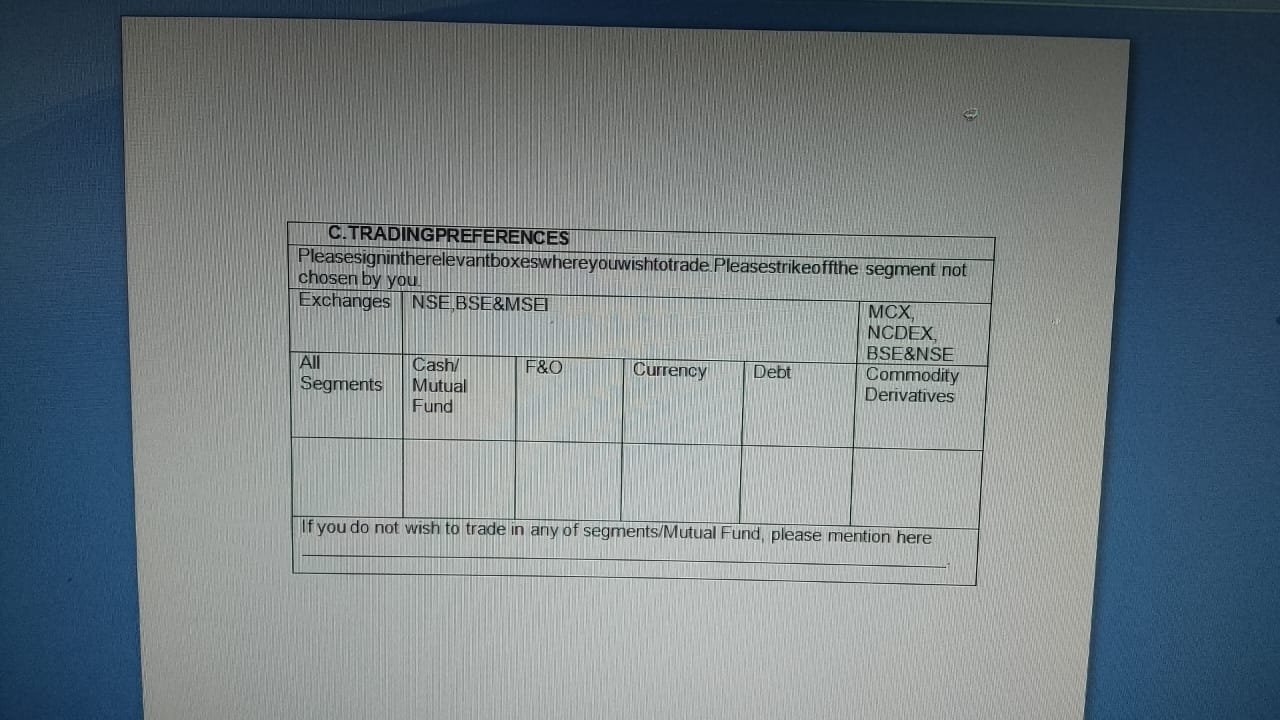 C.TRADINGPREFERENCES
Pleasesignintherelevantboxeswhereyouwishtotrade.Pleasestrikeoffthe segment not
chosen by you.
Exchanges NSE,BSE&MSEI MCX,
NCDEX,
BSE&NSE
All Cash/ F&O Currency Debt Commodity
Segments Mutual Derivatives
Fund
If you do not wish to trade in any of segments/Mutual Fund, please mention here